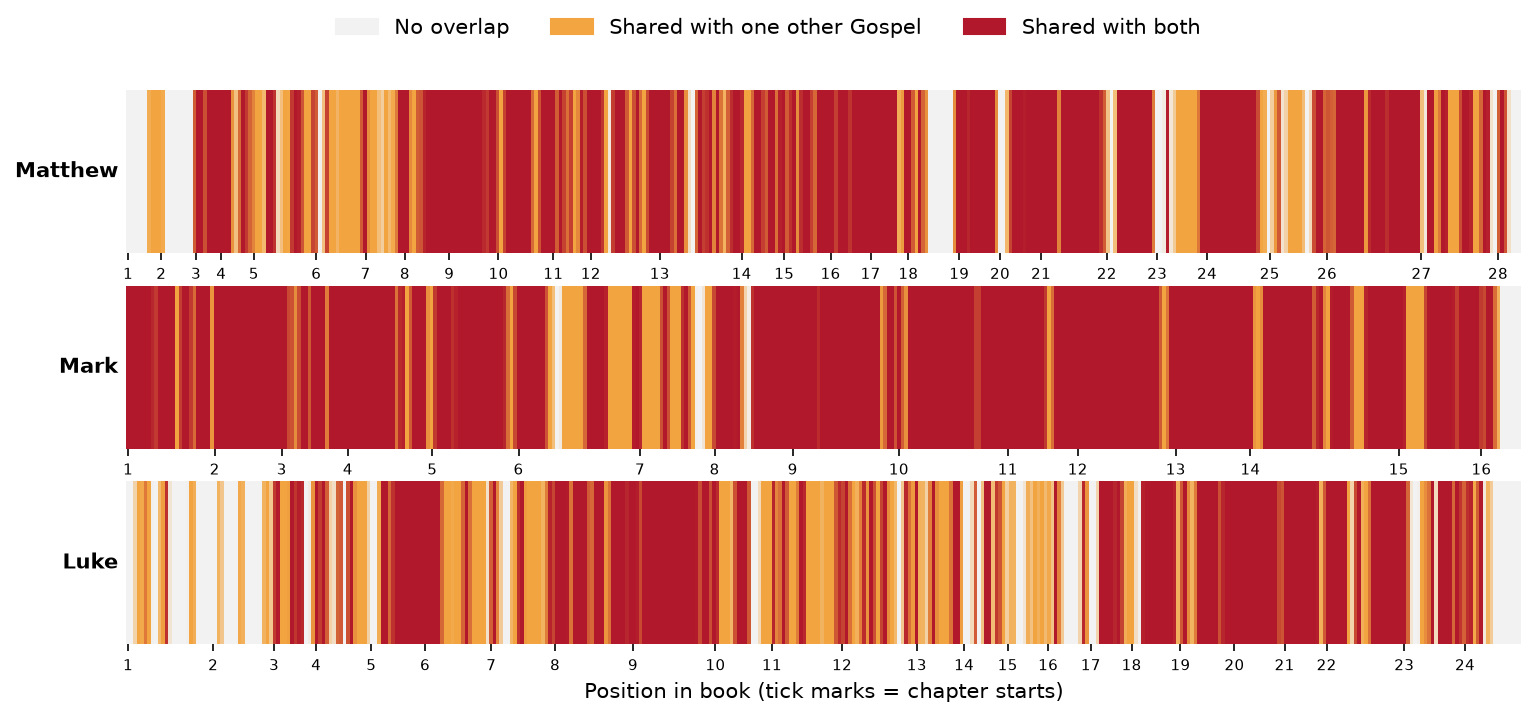 No overlap Shared with one other Gospel Shared with both
Matthew
1 2 3 4 5 6 7 8 9 10 11 12 13 14 15 16 17 18 19 20 21 22 23 24 25 26 27 28
Mark
1 2 3 4 5 6 7 8 9 10 11 12 13 14 15 16
Luke
1 2 3 4 5 6 7 8 9 10 11 12 13 14 15 16 17 18 19 20 21 22 23 24
Position in book (tick marks = chapter starts)